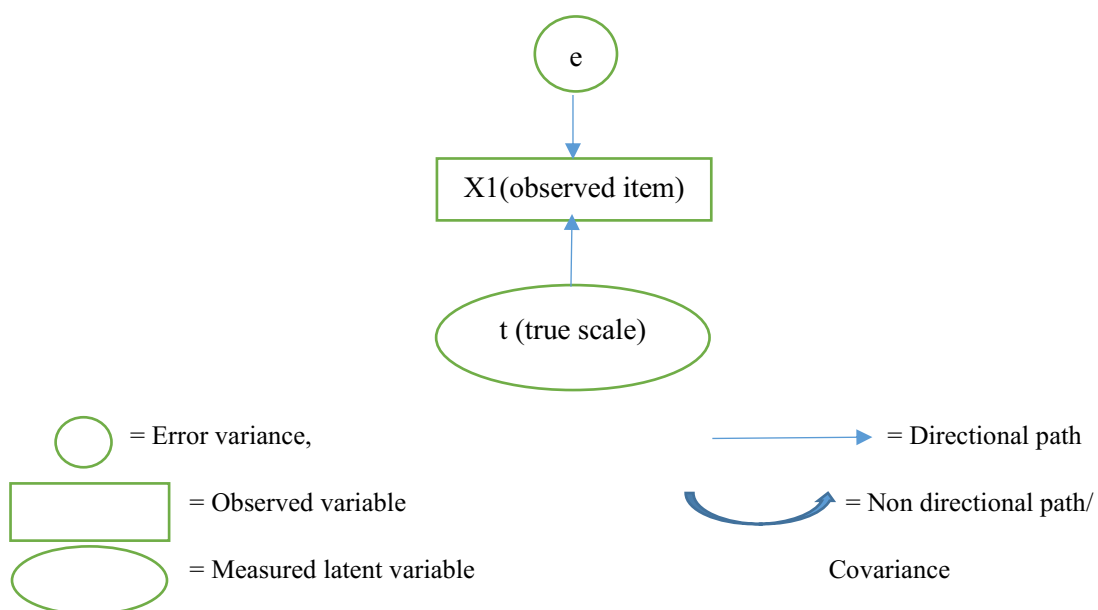 e
X1(observed item)
t (true scale)
= Error variance,
= Directional path
= Observed variable
= Non directional path/
= Measured latent variable
Covariance